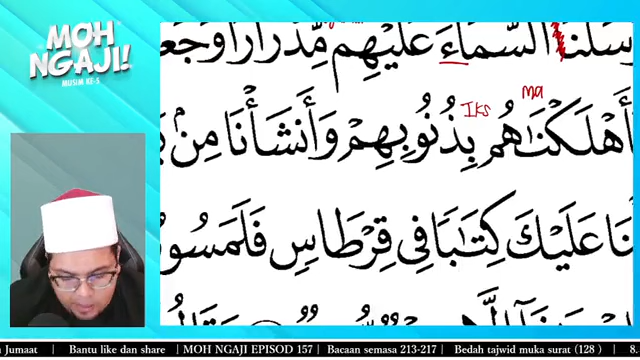 MOH
NGAJI!
MUSIM KE-5
ٱلسَّمَآءَ عَلَيْهِم مِّدْرَارًا
ma
IKS
فَأَهْلَكْنَٰهُم بِذُنُوبِهِمْ وَأَنشَأْنَا مِنۢ
عَلَيْكَ كِتَٰبًا فِى قِرْطَاسٍ
Jumaat | Bantu like dan share | MOH NGAJI EPISOD 157 | Bacaan semasa 213-217 | Bedah tajwid muka surat (128 ) | 8.